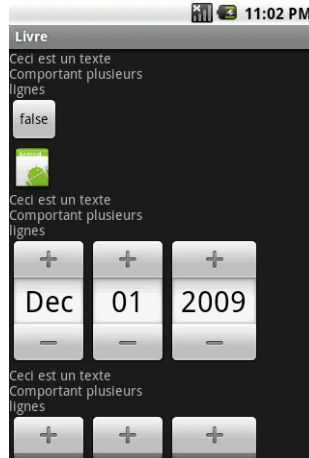 11:02 PM
Livre
Ceci est un texte
Comportant plusieurs
lignes
false
Android
Ceci est un texte
Comportant plusieurs
lignes
+ + +
Dec 01 2009
− − −
Ceci est un texte
Comportant plusieurs
lignes
+ + +